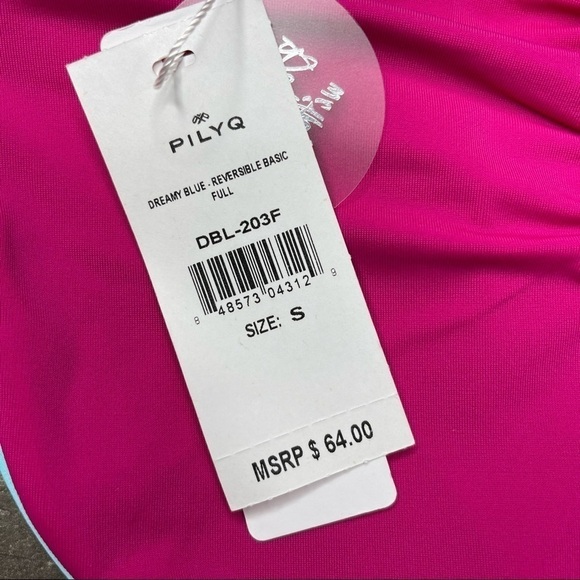 PILYQ
DREAMY BLUE - REVERSIBLE BASIC
FULL
DBL-203F
8 48573 04312 9
SIZE: S
MSRP $ 64.00